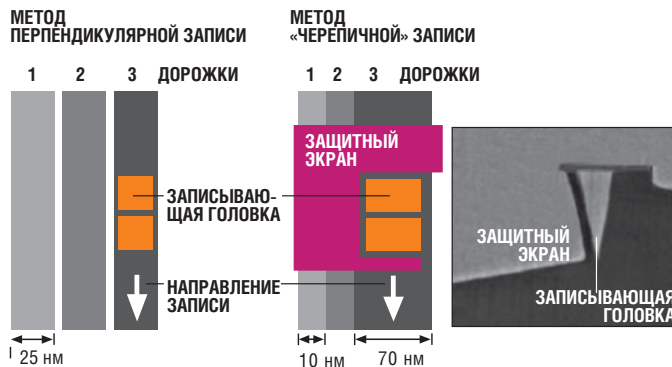 МЕТОД
ПЕРПЕНДИКУЛЯРНОЙ ЗАПИСИ
1 2 3 ДОРОЖКИ
МЕТОД
«ЧЕРЕПИЧНОЙ» ЗАПИСИ
1 2 3 ДОРОЖКИ
ЗАЩИТНЫЙ
ЭКРАН
ЗАПИСЫВАЮ-
ЩАЯ ГОЛОВКА
НАПРАВЛЕНИЕ
ЗАПИСИ
25 нм
10 нм
70 нм
ЗАЩИТНЫЙ
ЭКРАН
ЗАПИСЫВАЮЩАЯ
ГОЛОВКА